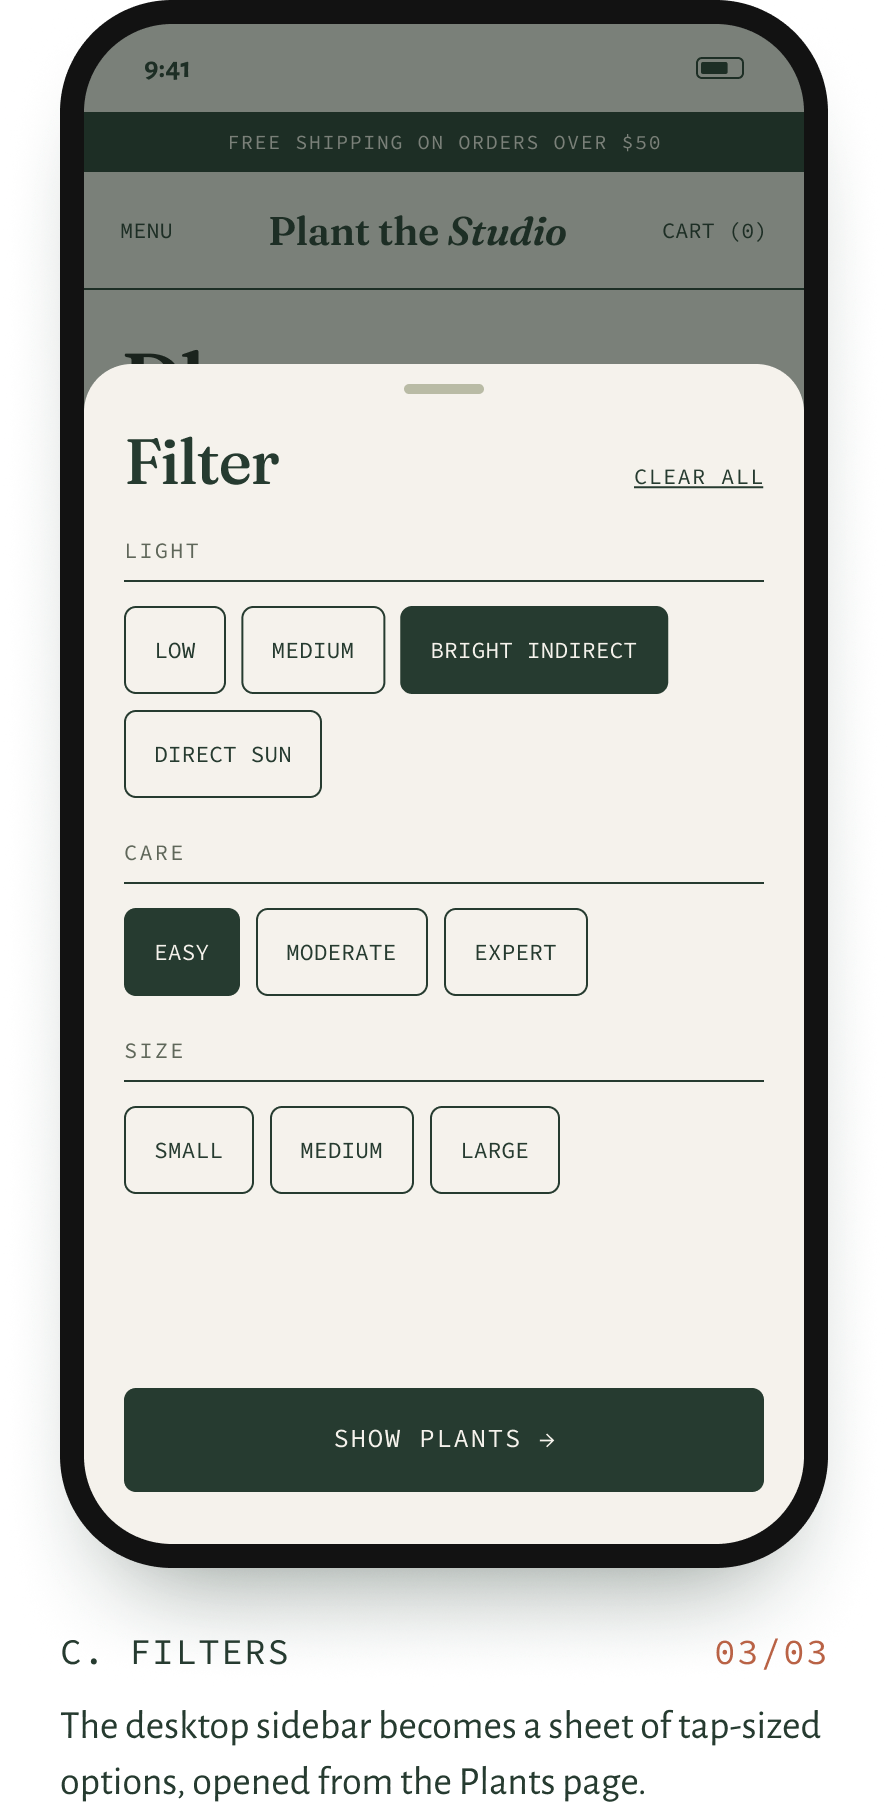 9:41
FREE SHIPPING ON ORDERS OVER $50
MENU Plant the Studio CART (0)
Filter CLEAR ALL
LIGHT
LOW MEDIUM BRIGHT INDIRECT
DIRECT SUN
CARE
EASY MODERATE EXPERT
SIZE
SMALL MEDIUM LARGE
SHOW PLANTS →
C. FILTERS 03/03
The desktop sidebar becomes a sheet of tap-sized
options, opened from the Plants page.